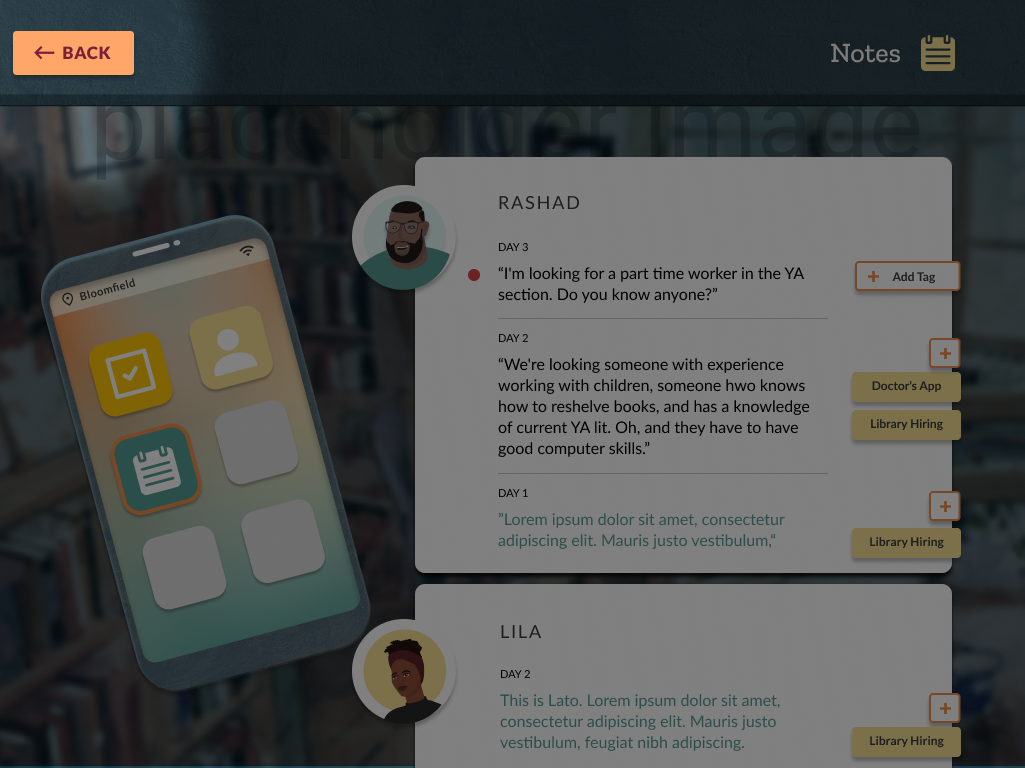 ← BACK
Notes
placeholder image
RASHAD
DAY 3
“I'm looking for a part time worker in the YA
section. Do you know anyone?”
+ Add Tag
DAY 2
“We're looking someone with experience
working with children, someone hwo knows
how to reshelve books, and has a knowledge
of current YA lit. Oh, and they have to have
good computer skills.”
+
Doctor's App
Library Hiring
DAY 1
”Lorem ipsum dolor sit amet, consectetur
adipiscing elit. Mauris justo vestibulum,“
+
Library Hiring
Bloomfield
LILA
DAY 2
This is Lato. Lorem ipsum dolor sit amet,
consectetur adipiscing elit. Mauris justo
vestibulum, feugiat nibh adipiscing.
+
Library Hiring